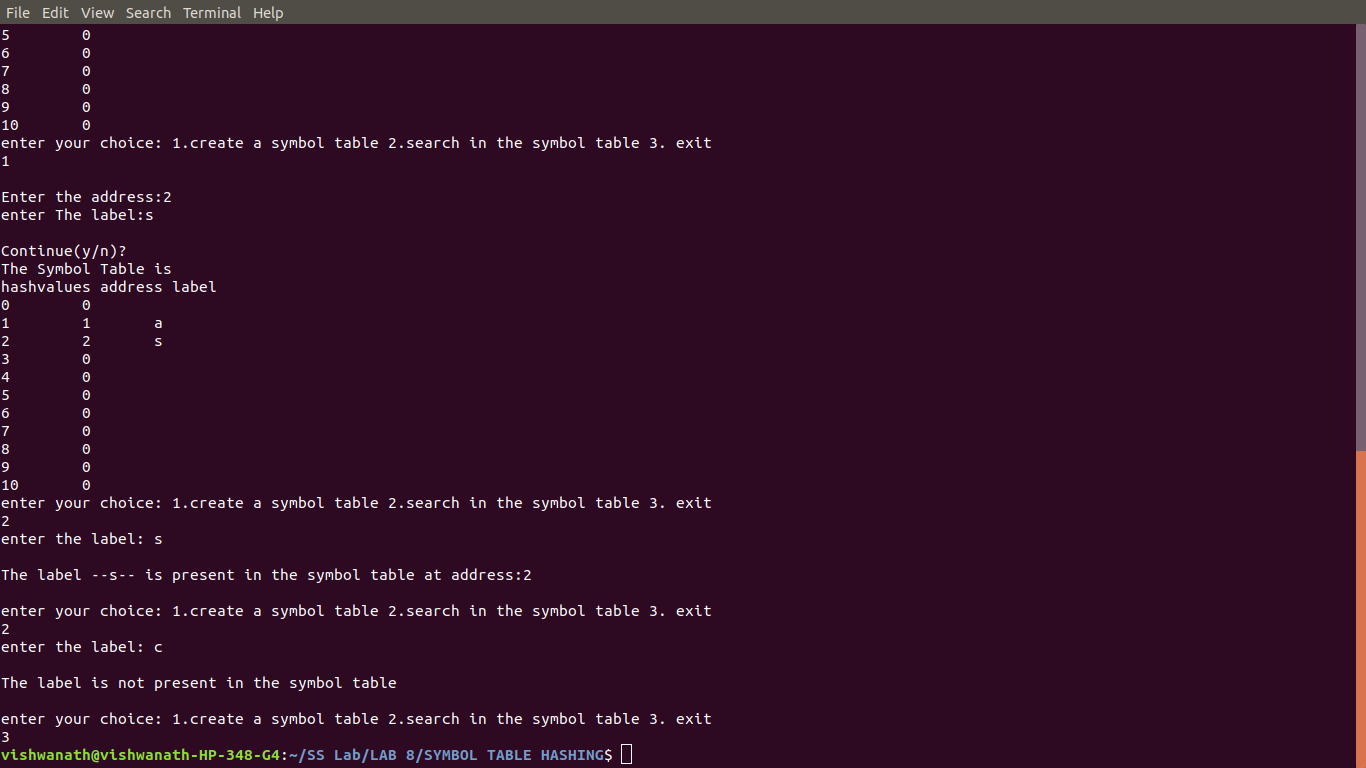 File Edit View Search Terminal Help
5 0
6 0
7 0
8 0
9 0
10 0
enter your choice: 1.create a symbol table 2.search in the symbol table 3. exit
1
Enter the address:2
enter The label:s
Continue(y/n)?
The Symbol Table is
hashvalues address label
0 0
1 1 a
2 2 s
3 0
4 0
5 0
6 0
7 0
8 0
9 0
10 0
enter your choice: 1.create a symbol table 2.search in the symbol table 3. exit
2
enter the label: s
The label --s-- is present in the symbol table at address:2
enter your choice: 1.create a symbol table 2.search in the symbol table 3. exit
2
enter the label: c
The label is not present in the symbol table
enter your choice: 1.create a symbol table 2.search in the symbol table 3. exit
3
vishwanath@vishwanath-HP-348-G4:~/SS Lab/LAB 8/SYMBOL TABLE HASHING$